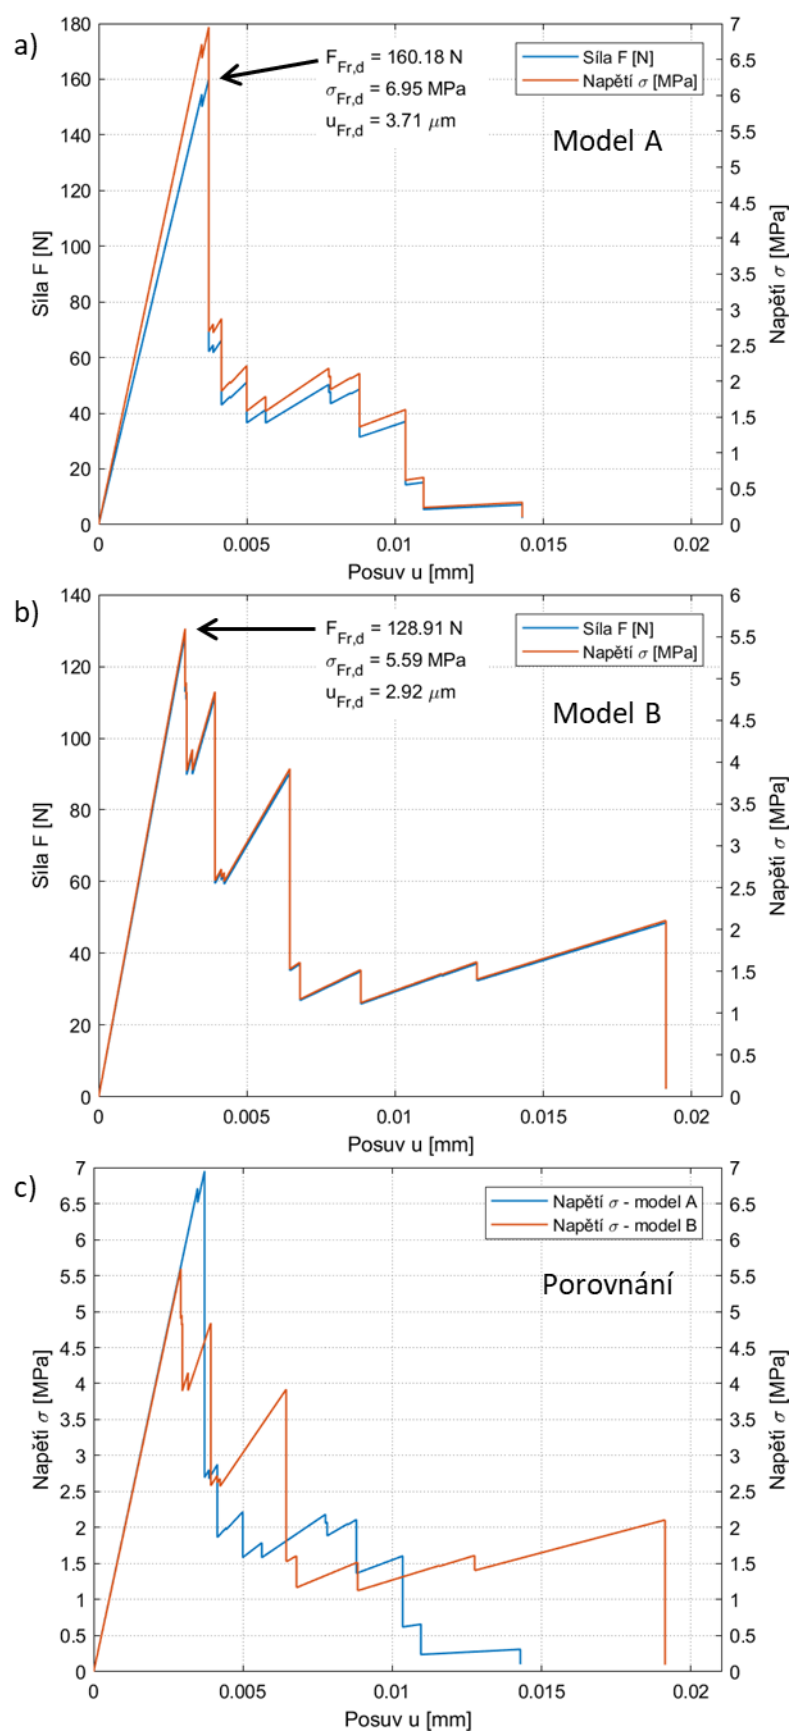 a)
180
160
140
120
100
80
60
40
20
0
Síla F [N]
7
6.5
6
5.5
5
4.5
4
3.5
3
2.5
2
1.5
1
0.5
0
Napětí σ [MPa]
F_Fr,d = 160.18 N
σ_Fr,d = 6.95 MPa
u_Fr,d = 3.71 μm
Síla F [N]
Napětí σ [MPa]
Model A
0 0.005 0.01 0.015 0.02
Posuv u [mm]
b)
140
120
100
80
60
40
20
0
Síla F [N]
6
5.5
5
4.5
4
3.5
3
2.5
2
1.5
1
0.5
0
Napětí σ [MPa]
F_Fr,d = 128.91 N
σ_Fr,d = 5.59 MPa
u_Fr,d = 2.92 μm
Síla F [N]
Napětí σ [MPa]
Model B
0 0.005 0.01 0.015 0.02
Posuv u [mm]
c)
7
6.5
6
5.5
5
4.5
4
3.5
3
2.5
2
1.5
1
0.5
0
Napětí σ [MPa]
7
6.5
6
5.5
5
4.5
4
3.5
3
2.5
2
1.5
1
0.5
0
Napětí σ [MPa]
Napětí σ - model A
Napětí σ - model B
Porovnání
0 0.005 0.01 0.015 0.02
Posuv u [mm]